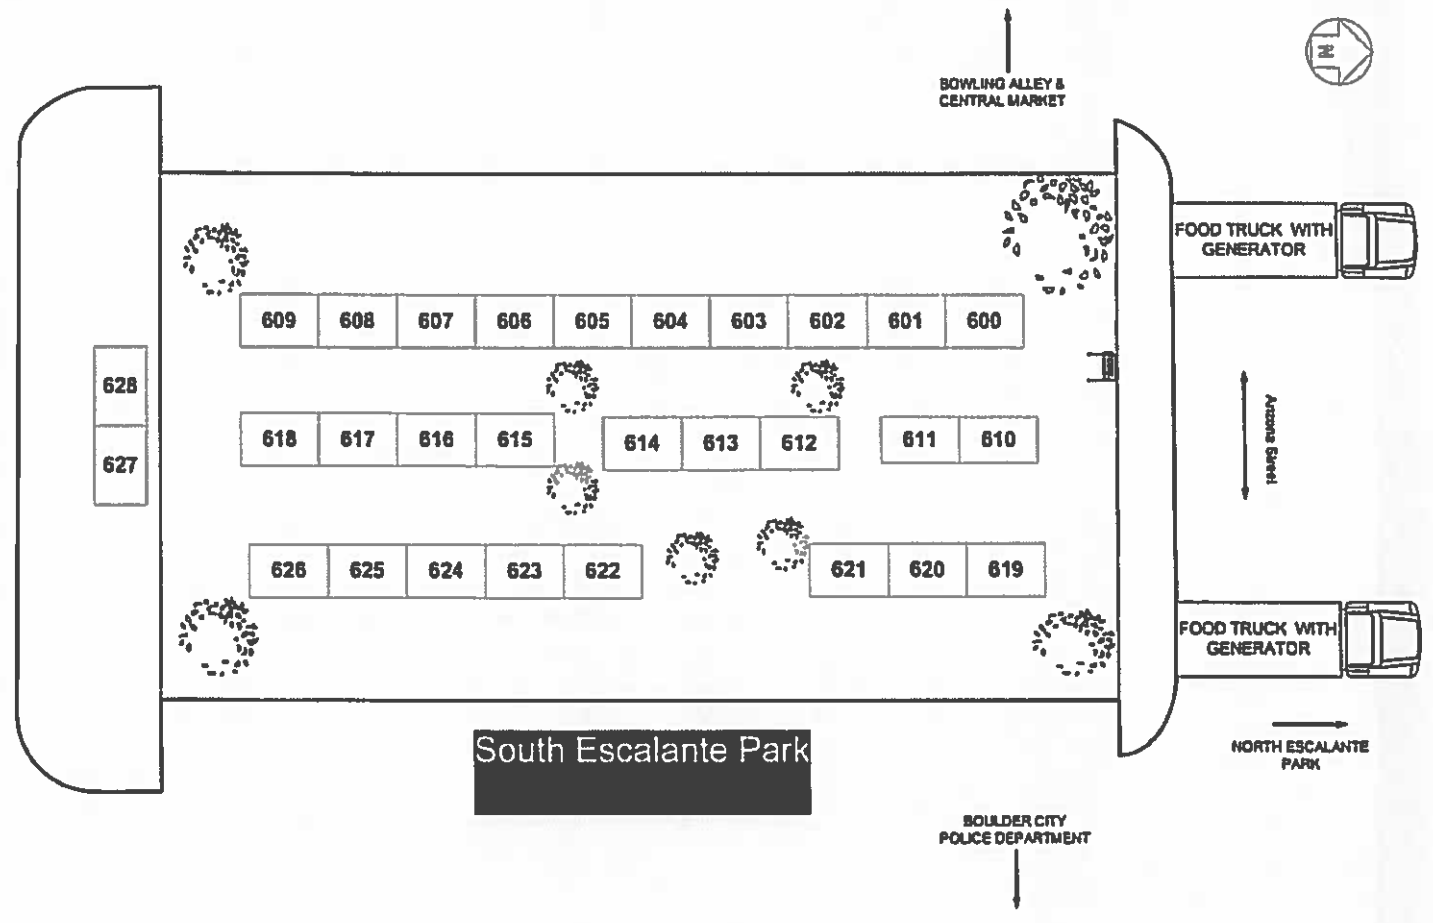 BOWLING ALLEY &
CENTRAL MARKET
N
FOOD TRUCK WITH
GENERATOR
609 608 607 606 605 604 603 602 601 600
628
618 617 616 615 614 613 612 611 610
627
Arizona Street
626 625 624 623 622 621 620 619
FOOD TRUCK WITH
GENERATOR
South Escalante Park
NORTH ESCALANTE
PARK
BOULDER CITY
POLICE DEPARTMENT